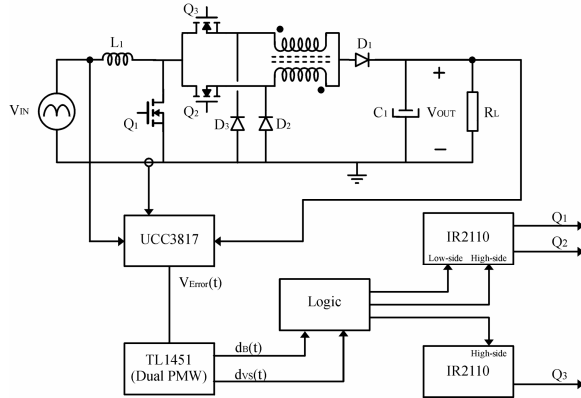 Q3
L1
D1
VIN
Q1
Q2
D3
D2
C1
+
VOUT
−
RL
UCC3817
VError(t)
TL1451
(Dual PMW)
dB(t)
dVS(t)
Logic
IR2110
Low-side
High-side
Q1
Q2
High-side
IR2110
Q3